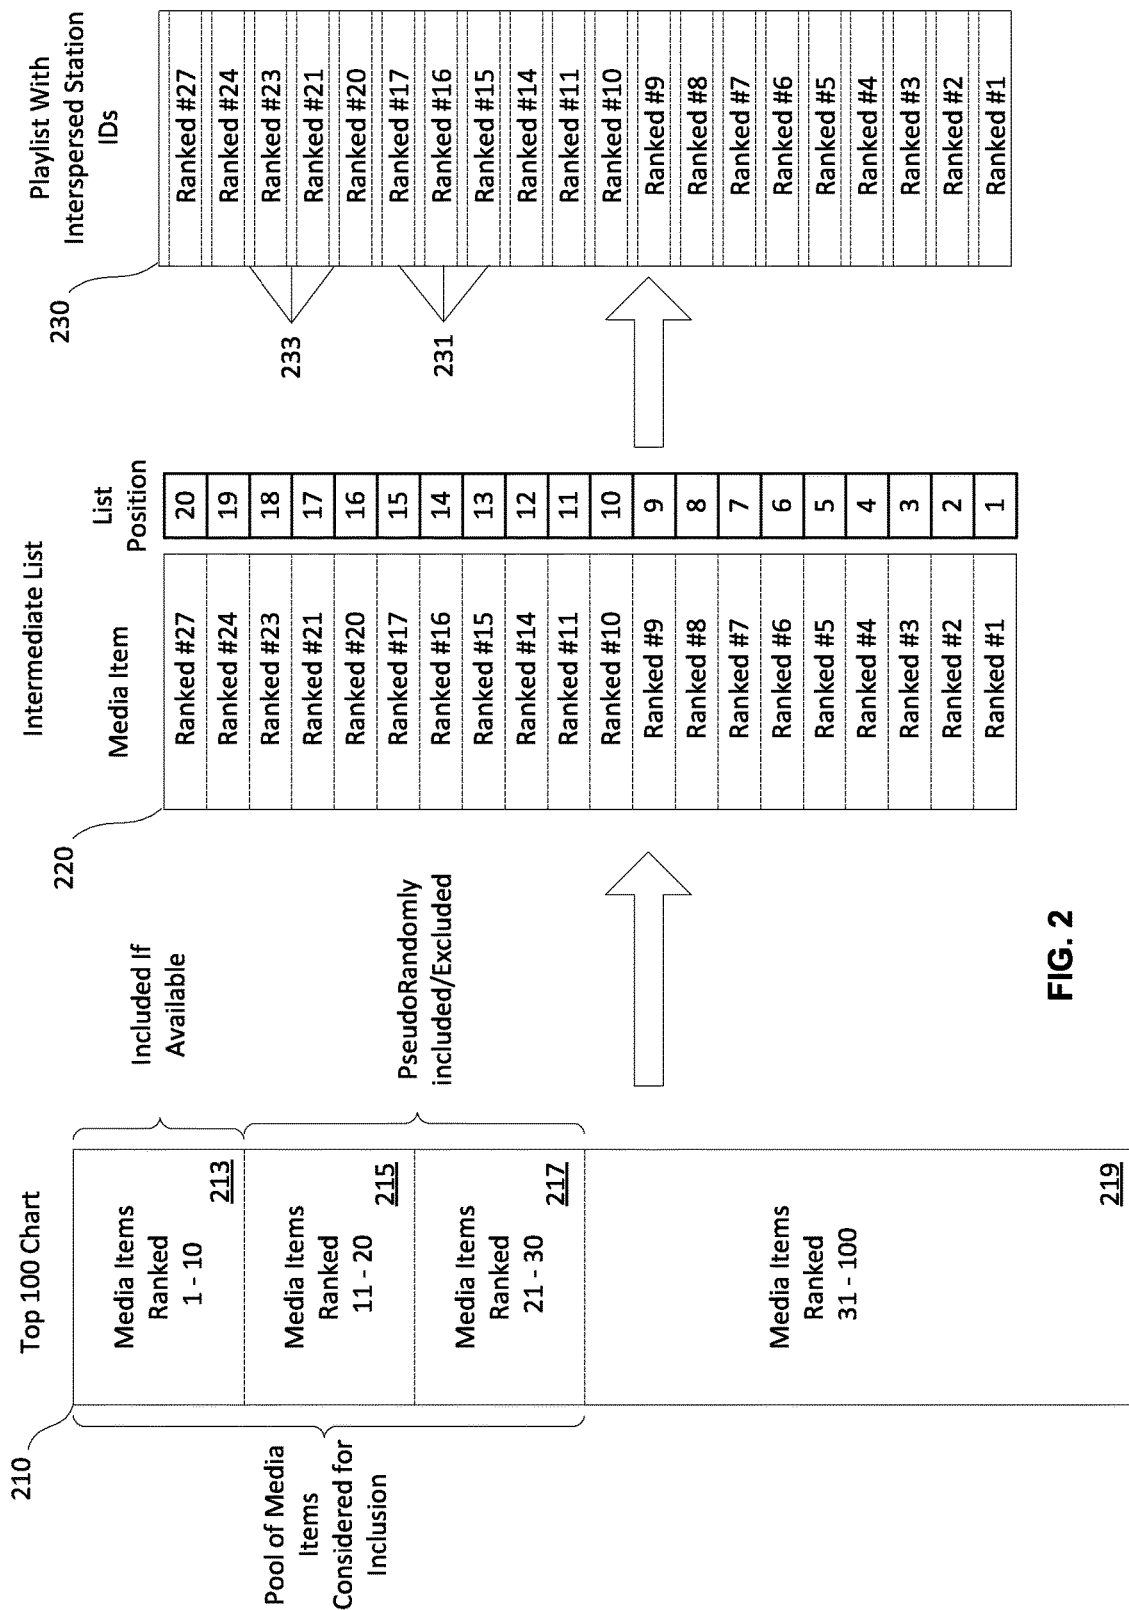 Top 100 Chart
210
Pool of Media
Items
Considered for
Inclusion
Media Items
Ranked
1 - 10
213
Media Items
Ranked
11 - 20
215
Media Items
Ranked
21 - 30
217
Media Items
Ranked
31 - 100
219
Included If
Available
PseudoRandomly
included/Excluded
Intermediate List
220
Media Item
List
Position
Ranked #27 20
Ranked #24 19
Ranked #23 18
Ranked #21 17
Ranked #20 16
Ranked #17 15
Ranked #16 14
Ranked #15 13
Ranked #14 12
Ranked #11 11
Ranked #10 10
Ranked #9 9
Ranked #8 8
Ranked #7 7
Ranked #6 6
Ranked #5 5
Ranked #4 4
Ranked #3 3
Ranked #2 2
Ranked #1 1
Playlist With
Interspersed Station
IDs
230
233
231
Ranked #27
Ranked #24
Ranked #23
Ranked #21
Ranked #20
Ranked #17
Ranked #16
Ranked #15
Ranked #14
Ranked #11
Ranked #10
Ranked #9
Ranked #8
Ranked #7
Ranked #6
Ranked #5
Ranked #4
Ranked #3
Ranked #2
Ranked #1
FIG. 2